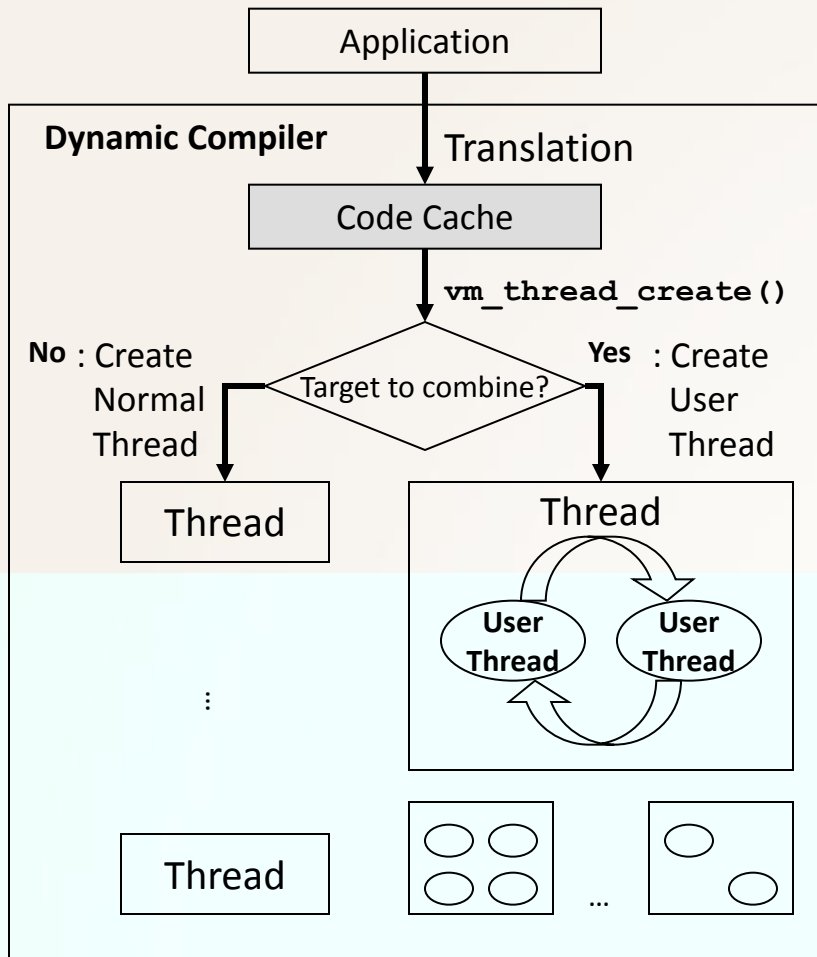 Application
Dynamic Compiler
Translation
Code Cache
vm_thread_create()
No : Create
Normal
Thread
Target to combine?
Yes : Create
User
Thread
Thread
Thread
User
Thread
User
Thread
...
Thread
...